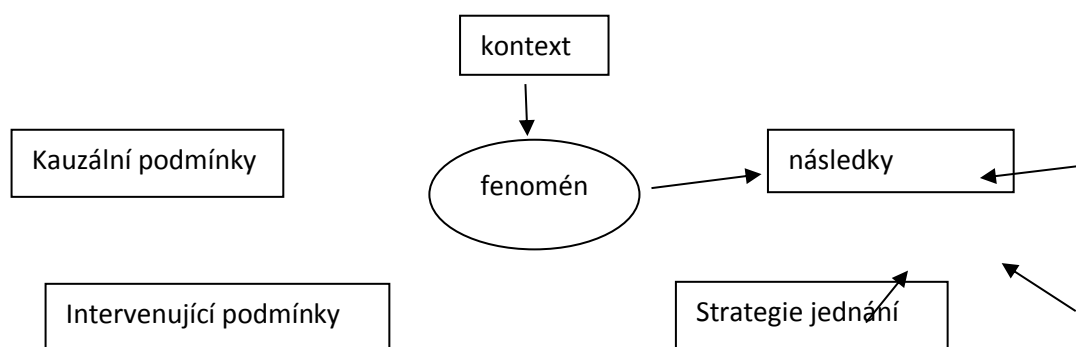 kontext
Kauzální podmínky
fenomén
následky
Intervenující podmínky
Strategie jednání